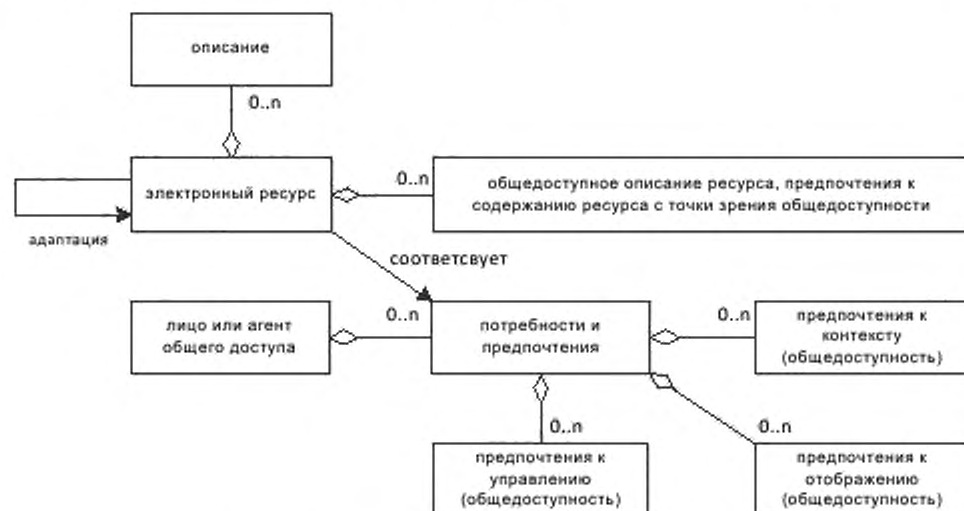 описание
0..n
электронный ресурс
0..n
общедоступное описание ресурса, предпочтения к
содержанию ресурса с точки зрения общедоступности
адаптация
соответсвует
лицо или агент
общего доступа
0..n
потребности и
предпочтения
0..n
предпочтения к
контексту
(общедоступность)
0..n
0..n
предпочтения к
управлению
(общедоступность)
предпочтения к
отображению
(общедоступность)